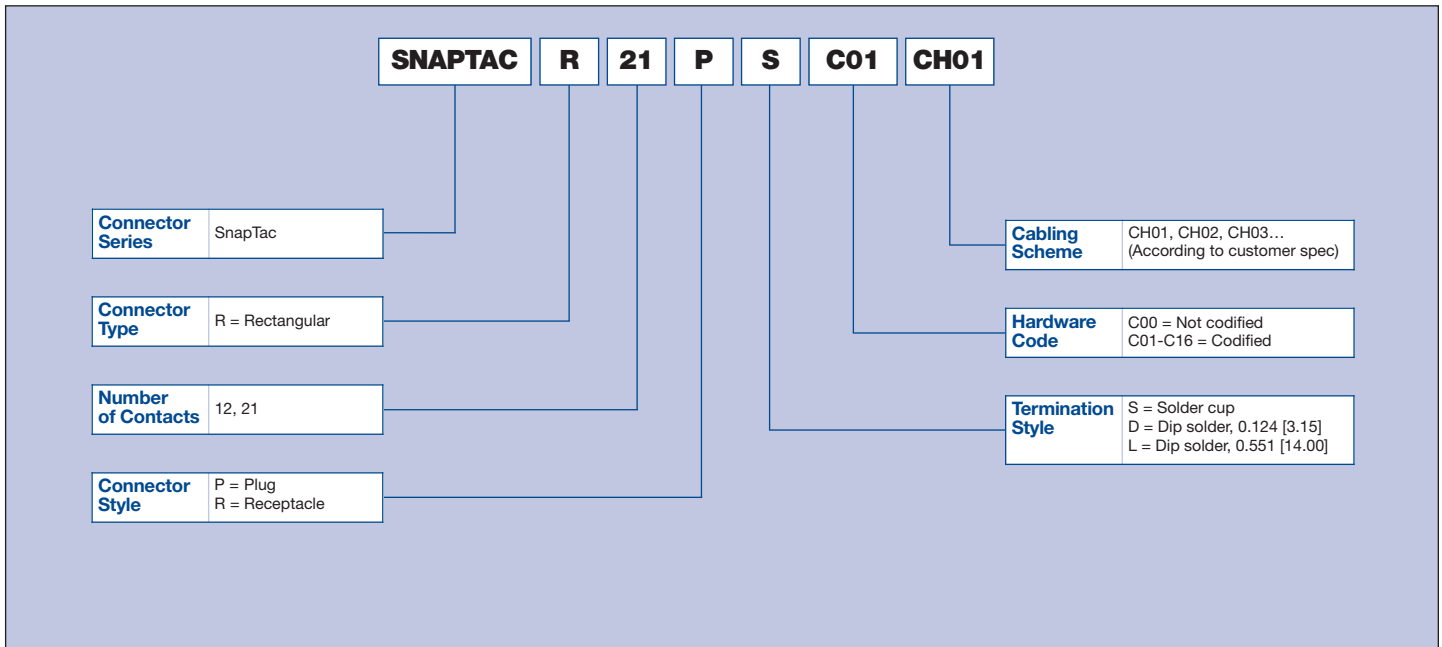 SNAPTAC R 21 P S C01 CH01
Connector Series
SnapTac
Connector Type
R = Rectangular
Number of Contacts
12, 21
Connector Style
P = Plug
R = Receptacle
Cabling Scheme
CH01, CH02, CH03…
(According to customer spec)
Hardware Code
C00 = Not codified
C01-C16 = Codified
Termination Style
S = Solder cup
D = Dip solder, 0.124 [3.15]
L = Dip solder, 0.551 [14.00]